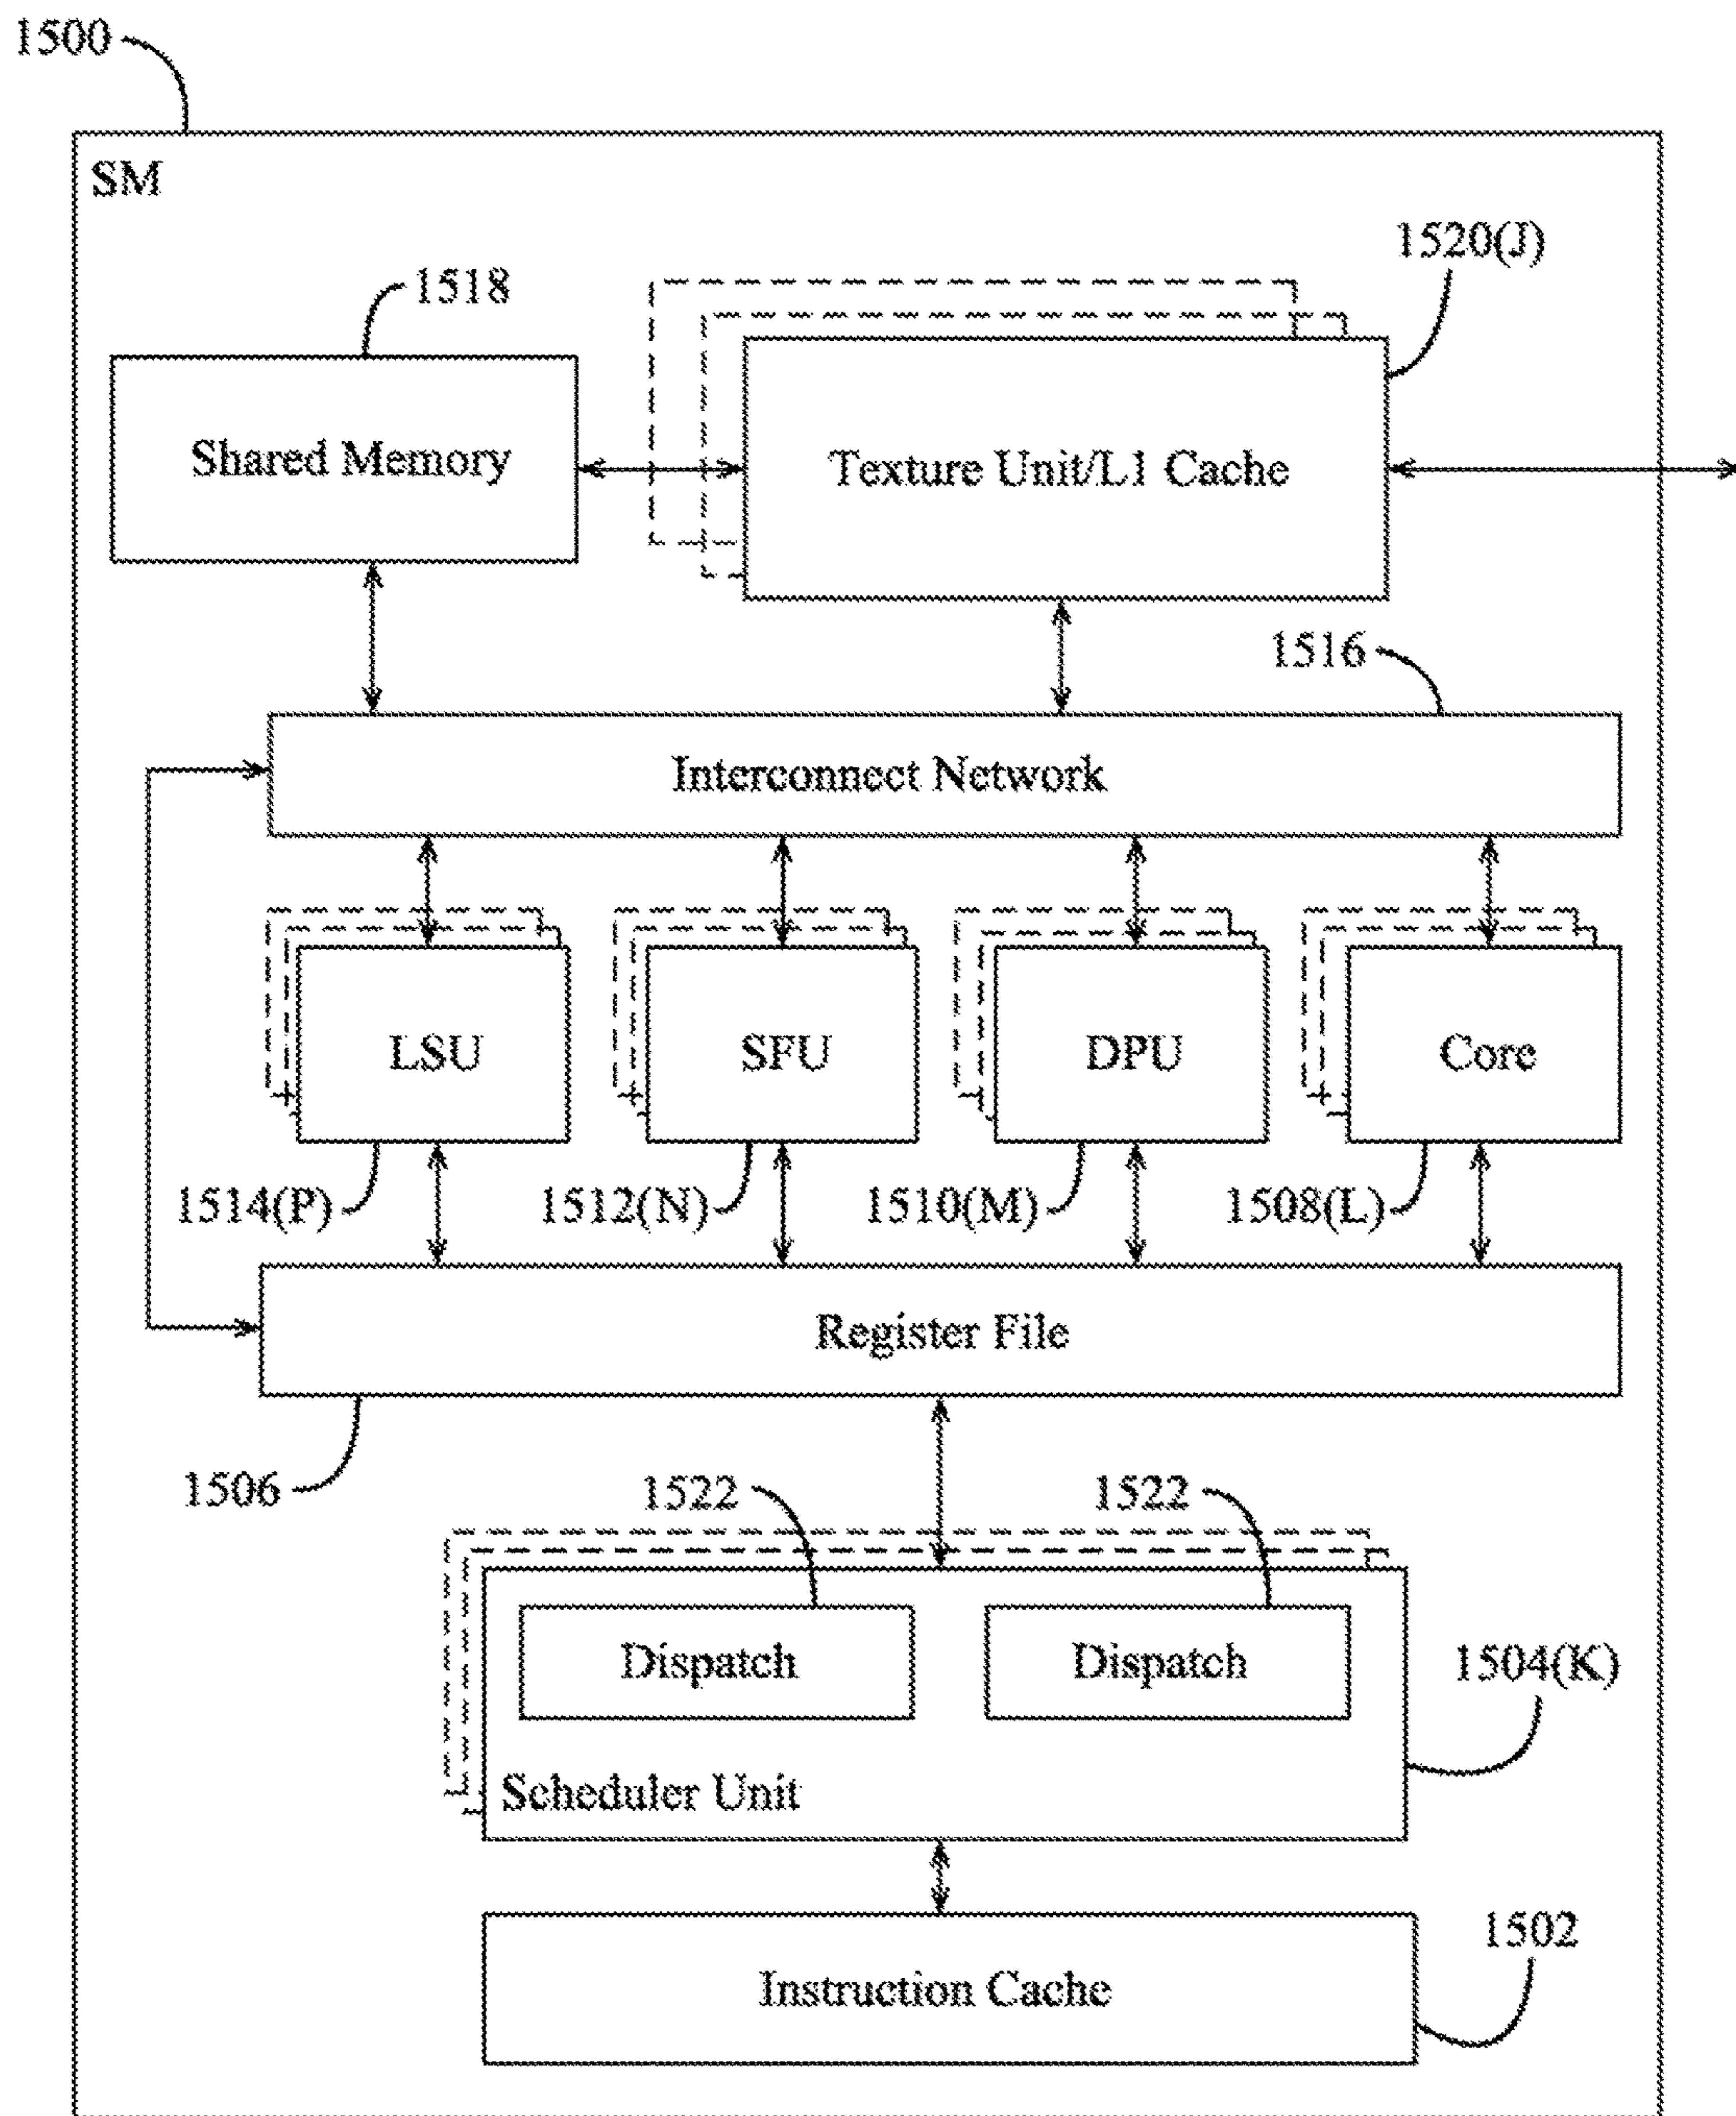 1500
SM
1520(J)
1518
Shared Memory
Texture Unit/L1 Cache
1516
Interconnect Network
LSU
SFU
DPU
Core
1514(P)
1512(N)
1510(M)
1508(L)
Register File
1506
1522
1522
Dispatch
Dispatch
1504(K)
Scheduler Unit
1502
Instruction Cache